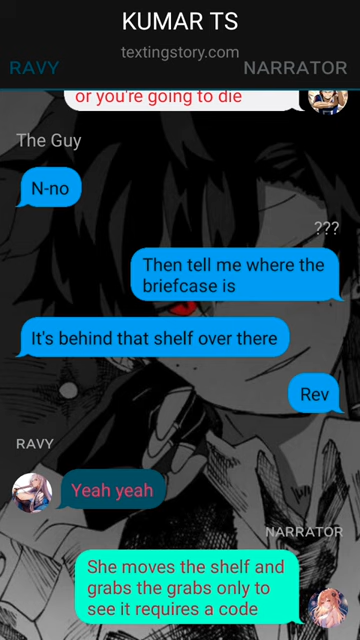 KUMAR TS
textingstory.com
RAVY
NARRATOR
or you're going to die
The Guy
N-no
???
Then tell me where the
briefcase is
It's behind that shelf over there
Rev
RAVY
Yeah yeah
NARRATOR
She moves the shelf and
grabs the grabs only to
see it requires a code